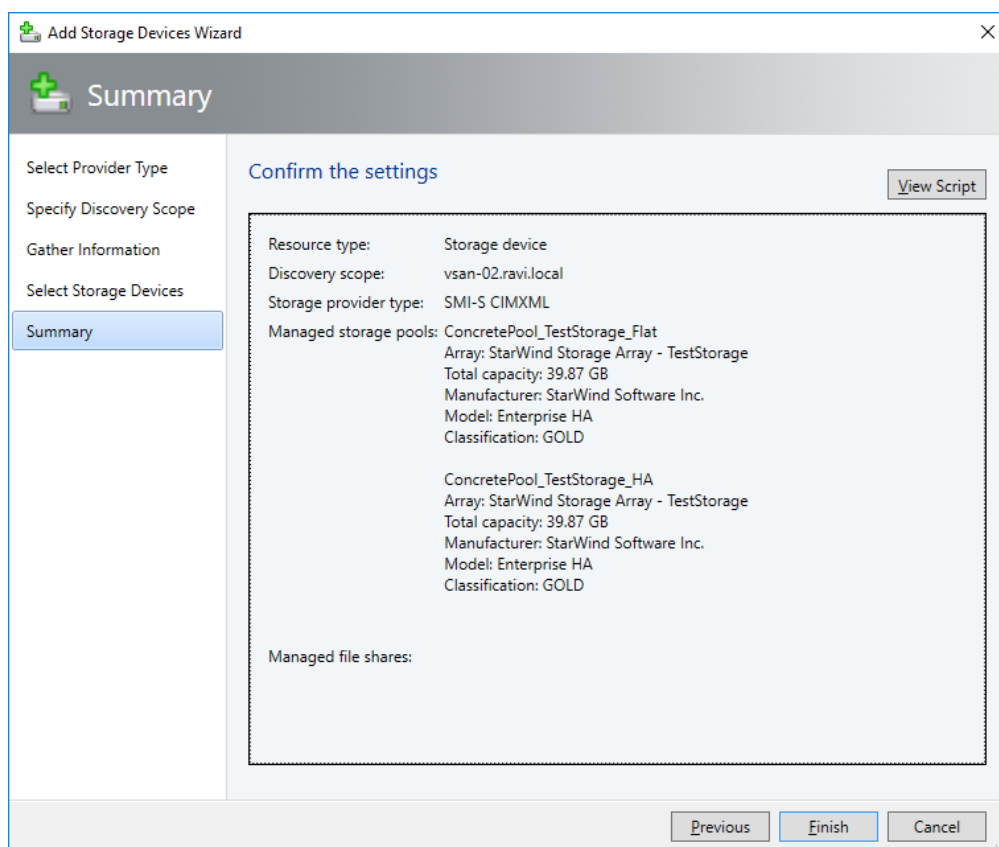 Add Storage Devices Wizard
Summary
Select Provider Type
Specify Discovery Scope
Gather Information
Select Storage Devices
Summary
Confirm the settings
View Script
Resource type: Storage device
Discovery scope: vsan-02.ravi.local
Storage provider type: SMI-S CIMXML
Managed storage pools: ConcretePool_TestStorage_Flat
Array: StarWind Storage Array - TestStorage
Total capacity: 39.87 GB
Manufacturer: StarWind Software Inc.
Model: Enterprise HA
Classification: GOLD
ConcretePool_TestStorage_HA
Array: StarWind Storage Array - TestStorage
Total capacity: 39.87 GB
Manufacturer: StarWind Software Inc.
Model: Enterprise HA
Classification: GOLD
Managed file shares:
Previous Finish Cancel